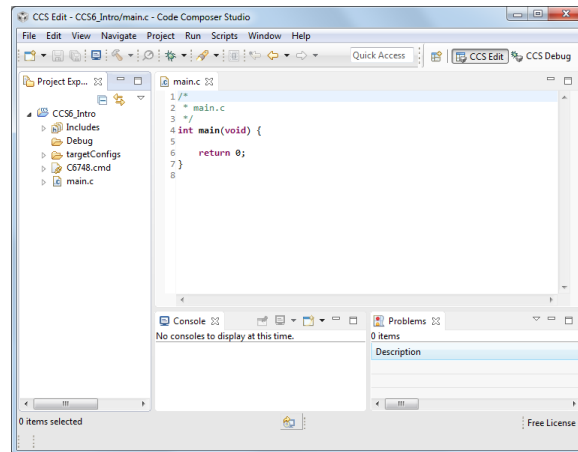 CCS Edit - CCS6_Intro/main.c - Code Composer Studio
File Edit View Navigate Project Run Scripts Window Help
Quick Access CCS Edit CCS Debug
Project Exp...
CCS6_Intro
Includes
Debug
targetConfigs
C6748.cmd
main.c
main.c
1 /*
2 * main.c
3 */
4 int main(void) {
5
6 return 0;
7 }
8
Console
No consoles to display at this time.
Problems
0 items
Description
0 items selected
Free License